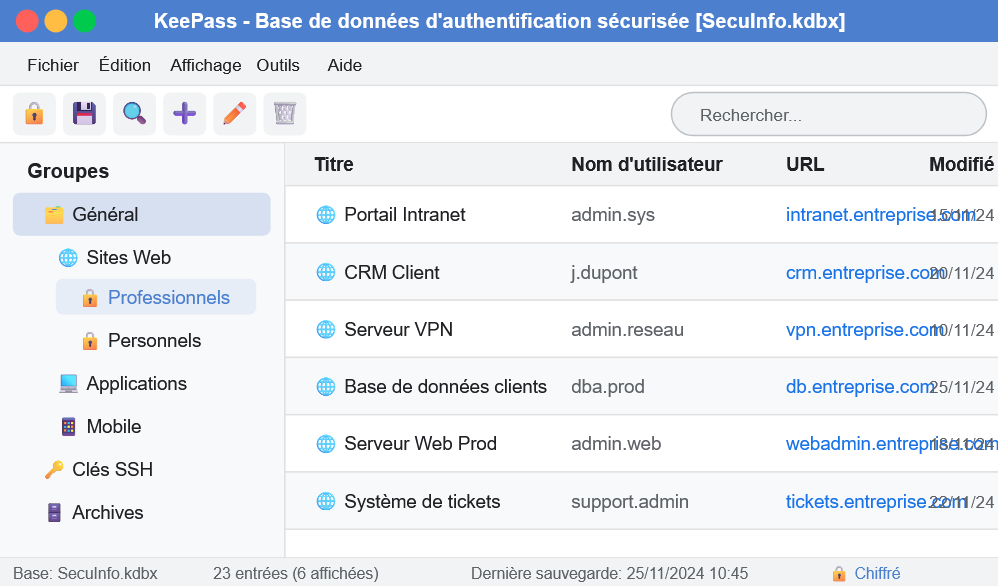 KeePass - Base de données d'authentification sécurisée [SecuInfo.kdbx]
Fichier Édition Affichage Outils Aide
Rechercher...
Groupes
Général
Sites Web
Professionnels
Personnels
Applications
Mobile
Clés SSH
Archives
Titre Nom d'utilisateur URL Modifié
Portail Intranet admin.sys intranet.entreprise.com 15/11/24
CRM Client j.dupont crm.entreprise.com 20/11/24
Serveur VPN admin.reseau vpn.entreprise.com 10/11/24
Base de données clients dba.prod db.entreprise.com 25/11/24
Serveur Web Prod admin.web webadmin.entreprise.com 18/11/24
Système de tickets support.admin tickets.entreprise.com 22/11/24
Base: SecuInfo.kdbx 23 entrées (6 affichées) Dernière sauvegarde: 25/11/2024 10:45 Chiffré